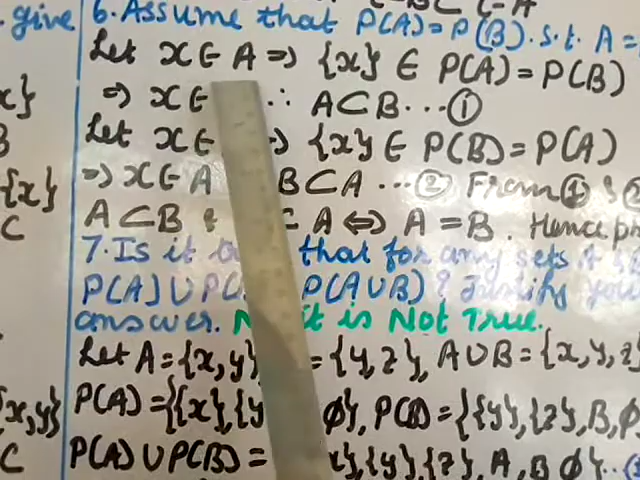 give
6. Assume that P(A)=P(B). S.t. A=
Let x∈A ⇒ {x} ∈ P(A)=P(B)
⇒ x∈ ∴ A⊂B...①
Let x∈ ⇒ {x} ∈ P(B)=P(A)
⇒ x∈A B⊂A ...② From ① &
A⊂B & ⊂A ⇔ A=B. Hence
7. Is it that for any sets A
P(A)∪P( P(A∪B)? Justify
answer. It is Not True.
Let A={x,y} ={y,z}, A∪B={x,y,z}
P(A)={{x},{y ϕ}, P(B)={{y},{z},B,ϕ
P(A)∪P(B)= x},{y},{z},A,B ϕ}
x}
B
{x}
C
{x,y}
C